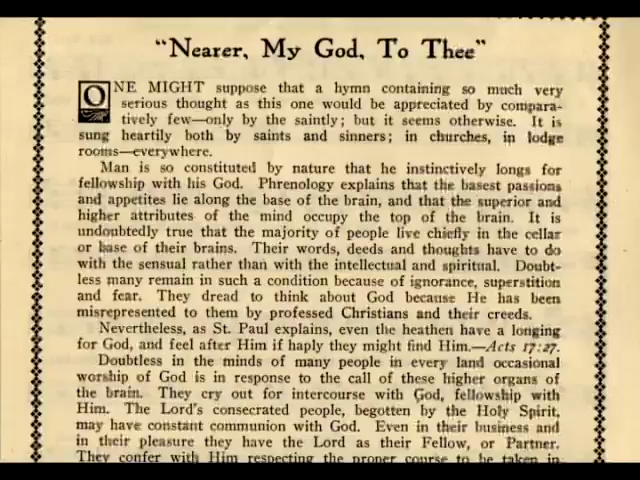 "Nearer, My God, To Thee"
ONE MIGHT suppose that a hymn containing so much very
serious thought as this one would be appreciated by compara-
tively few—only by the saintly; but it seems otherwise. It is
sung heartily both by saints and sinners; in churches, in lodge
rooms—everywhere.
Man is so constituted by nature that he instinctively longs for
fellowship with his God. Phrenology explains that the basest passions
and appetites lie along the base of the brain, and that the superior and
higher attributes of the mind occupy the top of the brain. It is
undoubtedly true that the majority of people live chiefly in the cellar
or base of their brains. Their words, deeds and thoughts have to do
with the sensual rather than with the intellectual and spiritual. Doubt-
less many remain in such a condition because of ignorance, superstition
and fear. They dread to think about God because He has been
misrepresented to them by professed Christians and their creeds.
Nevertheless, as St. Paul explains, even the heathen have a longing
for God, and feel after Him if haply they might find Him.—Acts 17:27.
Doubtless in the minds of many people in every land occasional
worship of God is in response to the call of these higher organs of
the brain. They cry out for intercourse with God, fellowship with
Him. The Lord's consecrated people, begotten by the Holy Spirit,
may have constant communion with God. Even in their business and
in their pleasure they have the Lord as their Fellow, or Partner.
They confer with Him respecting the proper course to be taken in